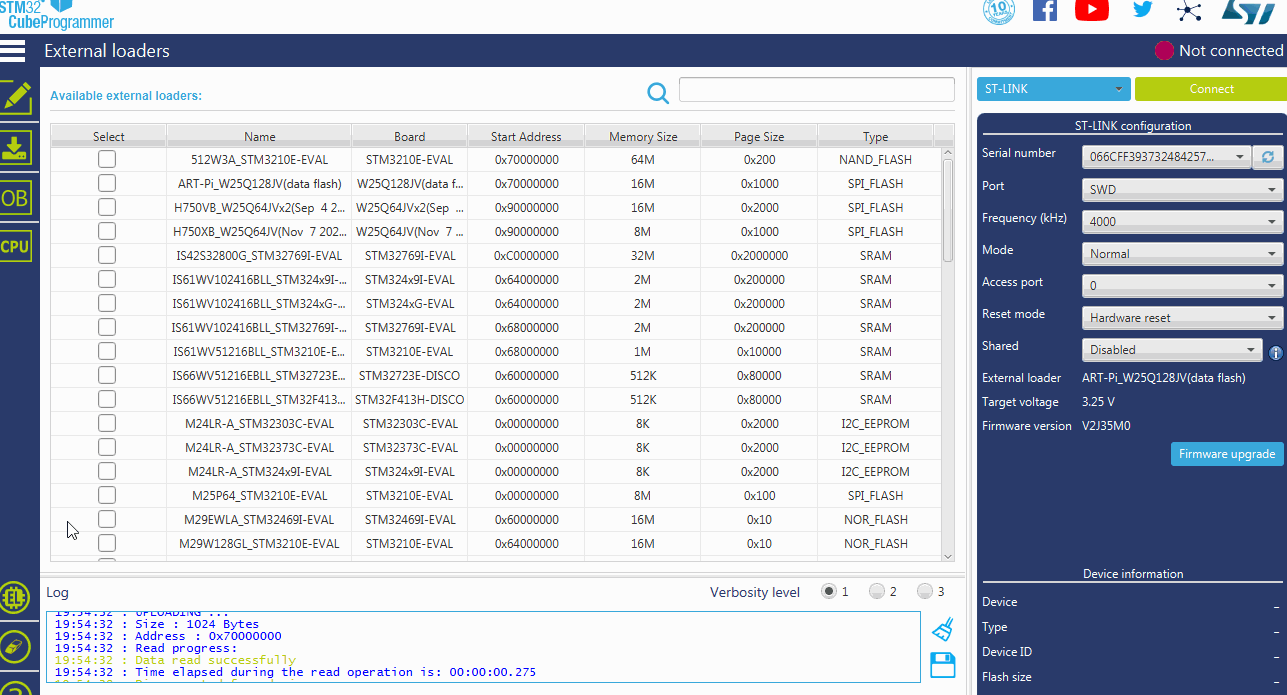 STM32
CubeProgrammer
10
YEARS
External loaders
Not connected
Available external loaders:
ST-LINK
Connect
Select Name Board Start Address Memory Size Page Size Type
512W3A_STM3210E-EVAL STM3210E-EVAL 0x70000000 64M 0x200 NAND_FLASH
ART-Pi_W25Q128JV(data flash) W25Q128JV(data f... 0x70000000 16M 0x1000 SPI_FLASH
H750VB_W25Q64JVx2(Sep 4 2... W25Q64JVx2(Sep ... 0x90000000 16M 0x2000 SPI_FLASH
H750XB_W25Q64JV(Nov 7 202... W25Q64JV(Nov 7 ... 0x90000000 8M 0x1000 SPI_FLASH
IS42S32800G_STM32769I-EVAL STM32769I-EVAL 0xC0000000 32M 0x2000000 SRAM
IS61WV102416BLL_STM324x9I-... STM324x9I-EVAL 0x64000000 2M 0x200000 SRAM
IS61WV102416BLL_STM324xG-... STM324xG-EVAL 0x64000000 2M 0x200000 SRAM
IS61WV102416BLL_STM32769I-... STM32769I-EVAL 0x68000000 2M 0x200000 SRAM
IS61WV51216BLL_STM3210E-E... STM3210E-EVAL 0x68000000 1M 0x10000 SRAM
IS66WV51216EBLL_STM32723E... STM32723E-DISCO 0x60000000 512K 0x80000 SRAM
IS66WV51216EBLL_STM32F413... STM32F413H-DISCO 0x60000000 512K 0x80000 SRAM
M24LR-A_STM32303C-EVAL STM32303C-EVAL 0x00000000 8K 0x2000 I2C_EEPROM
M24LR-A_STM32373C-EVAL STM32373C-EVAL 0x00000000 8K 0x2000 I2C_EEPROM
M24LR-A_STM324x9I-EVAL STM324x9I-EVAL 0x00000000 8K 0x2000 I2C_EEPROM
M25P64_STM3210E-EVAL STM3210E-EVAL 0x00000000 8M 0x100 SPI_FLASH
M29EWLA_STM32469I-EVAL STM32469I-EVAL 0x60000000 16M 0x10 NOR_FLASH
M29W128GL_STM3210E-EVAL STM3210E-EVAL 0x64000000 16M 0x10 NOR_FLASH
OB
CPU
ST-LINK configuration
Serial number 066CFF393732484257...
Port SWD
Frequency (kHz) 4000
Mode Normal
Access port 0
Reset mode Hardware reset
Shared Disabled
External loader ART-Pi_W25Q128JV(data flash)
Target voltage 3.25 V
Firmware version V2J35M0
Firmware upgrade
Device information
Device -
Type -
Device ID -
Flash size -
Log
Verbosity level 1 2 3
19:54:32 : UPLOADING ...
19:54:32 : Size : 1024 Bytes
19:54:32 : Address : 0x70000000
19:54:32 : Read progress:
19:54:32 : Data read successfully
19:54:32 : Time elapsed during the read operation is: 00:00:00.275